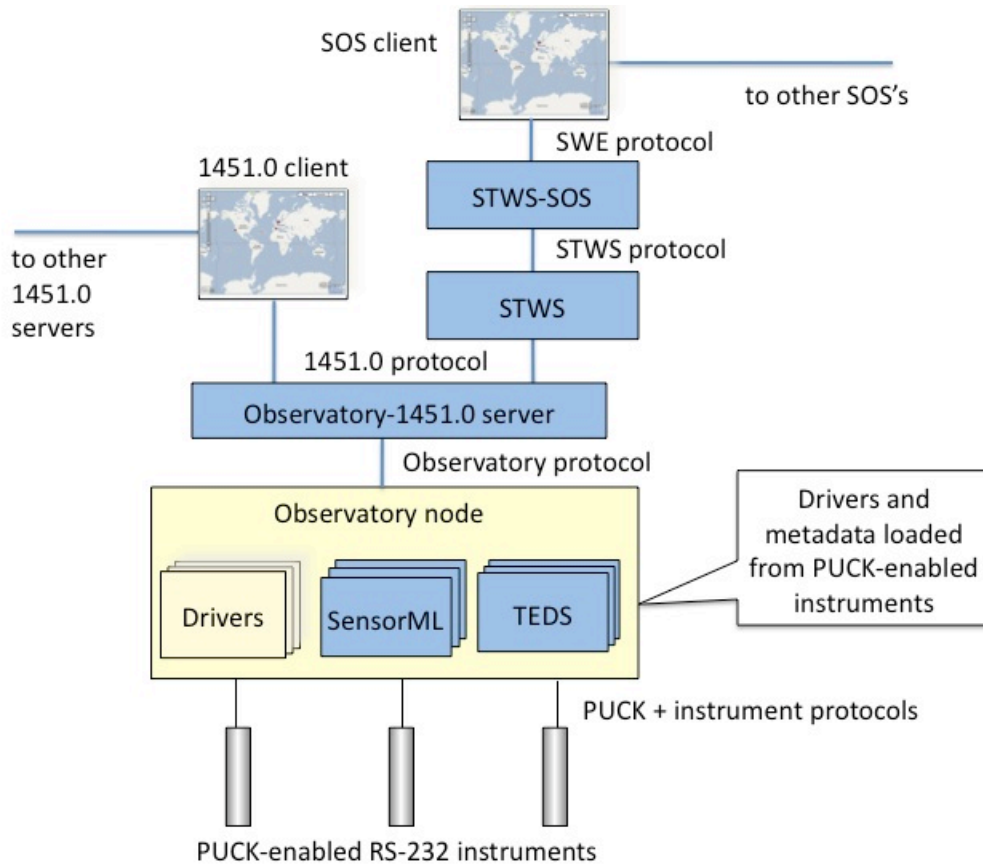 SOS client
to other SOS's
SWE protocol
1451.0 client
STWS-SOS
to other
1451.0
servers
STWS protocol
STWS
1451.0 protocol
Observatory-1451.0 server
Observatory protocol
Observatory node
Drivers and
metadata loaded
from PUCK-enabled
instruments
Drivers
SensorML
TEDS
PUCK + instrument protocols
PUCK-enabled RS-232 instruments